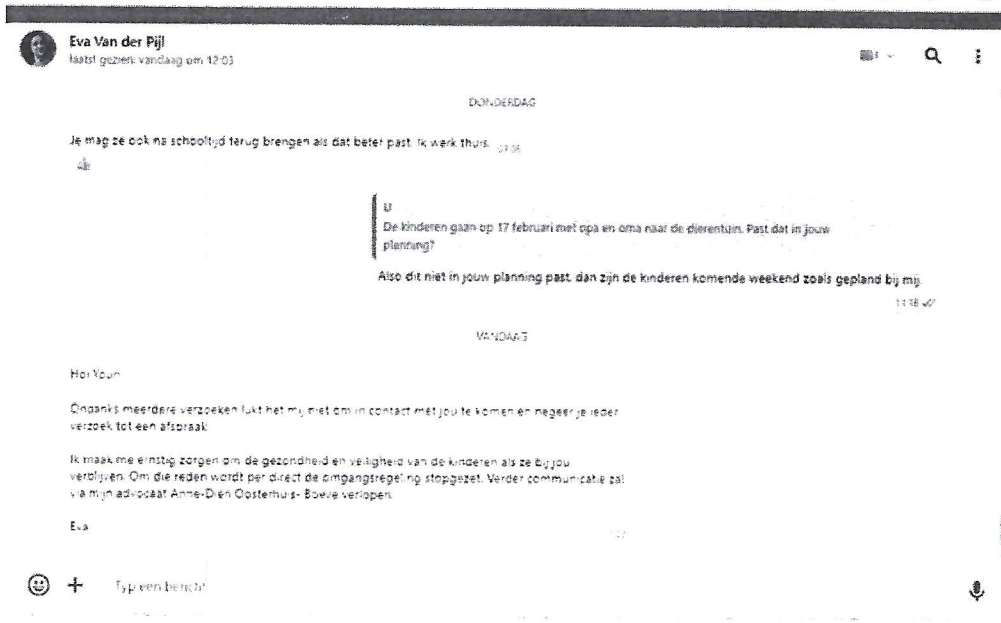 Eva Van der Pijl
laatst gezien: vandaag om 12:03
DONDERDAG
Je mag ze ook na schooltijd terug brengen als dat beter past. Ik werk thuis.
U
De kinderen gaan op 17 februari met opa en oma naar de dierentuin. Past dat in jouw
planning?
Also dit niet in jouw planning past, dan zijn de kinderen komende weekend zoals gepland bij mij.
VANDAAG
Hoi
Ondanks meerdere verzoeken lukt het mij niet om in contact met jou te komen en negeer je ieder
verzoek tot een afspraak.
Ik maak me ernstig zorgen om de gezondheid en veiligheid van de kinderen als ze bij jou
verblijven. Om die reden wordt per direct de omgangsregeling stopgezet. Verder communicatie zal
via mijn advocaat Anne-Dien Oosterhuis- Boeve verlopen.
Eva
Typ een bericht